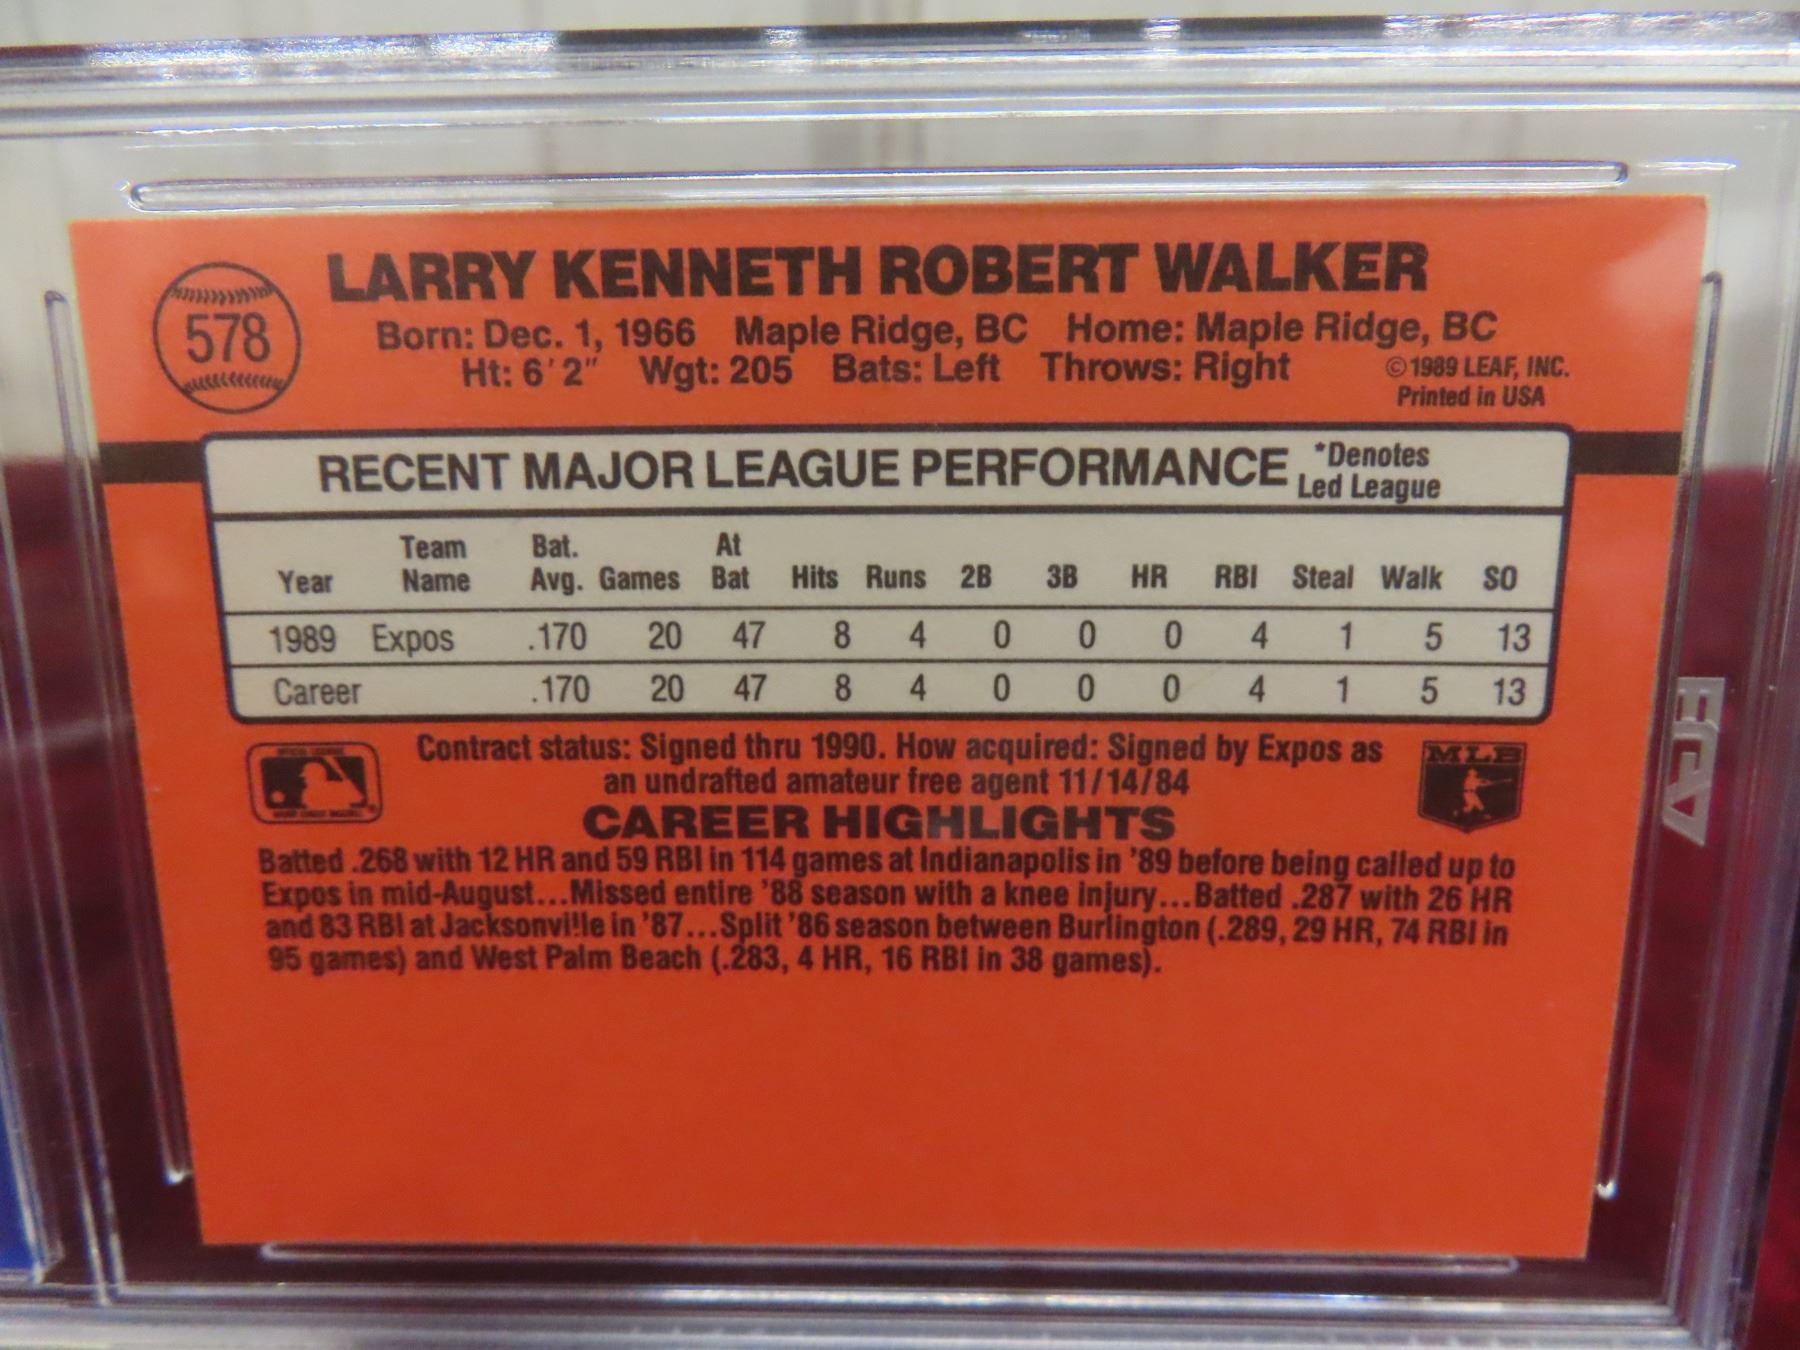 578
LARRY KENNETH ROBERT WALKER
Born: Dec. 1, 1966 Maple Ridge, BC Home: Maple Ridge, BC
Ht: 6'2" Wgt: 205 Bats: Left Throws: Right
©1989 LEAF, INC.
Printed in USA
RECENT MAJOR LEAGUE PERFORMANCE *Denotes
Led League
Team Bat. At
Year Name Avg. Games Bat Hits Runs 2B 3B HR RBI Steal Walk SO
1989 Expos .170 20 47 8 4 0 0 0 4 1 5 13
Career .170 20 47 8 4 0 0 0 4 1 5 13
Contract status: Signed thru 1990. How acquired: Signed by Expos as
an undrafted amateur free agent 11/14/84
MLB
CAREER HIGHLIGHTS
Batted .268 with 12 HR and 59 RBI in 114 games at Indianapolis in '89 before being called up to
Expos in mid-August...Missed entire '88 season with a knee injury...Batted .287 with 26 HR
and 83 RBI at Jacksonville in '87...Split '86 season between Burlington (.289, 29 HR, 74 RBI in
95 games) and West Palm Beach (.283, 4 HR, 16 RBI in 38 games).